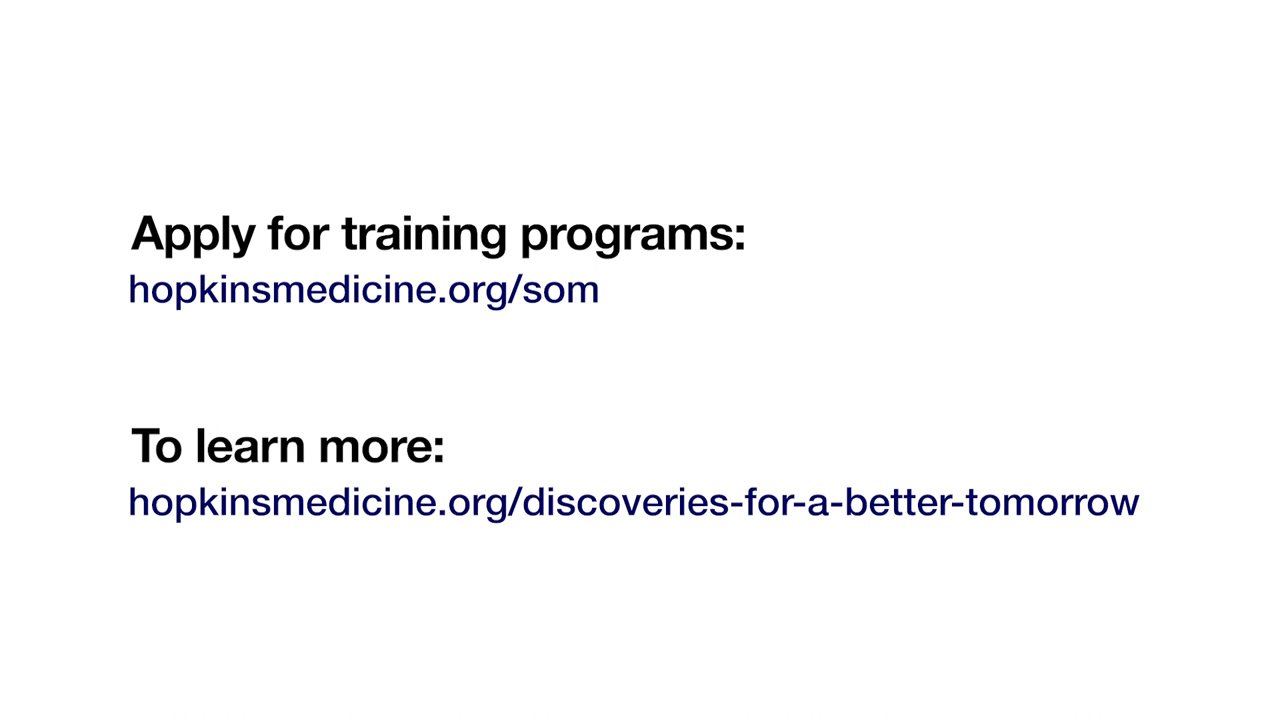 Apply for training programs:
hopkinsmedicine.org/som
To learn more:
hopkinsmedicine.org/discoveries-for-a-better-tomorrow